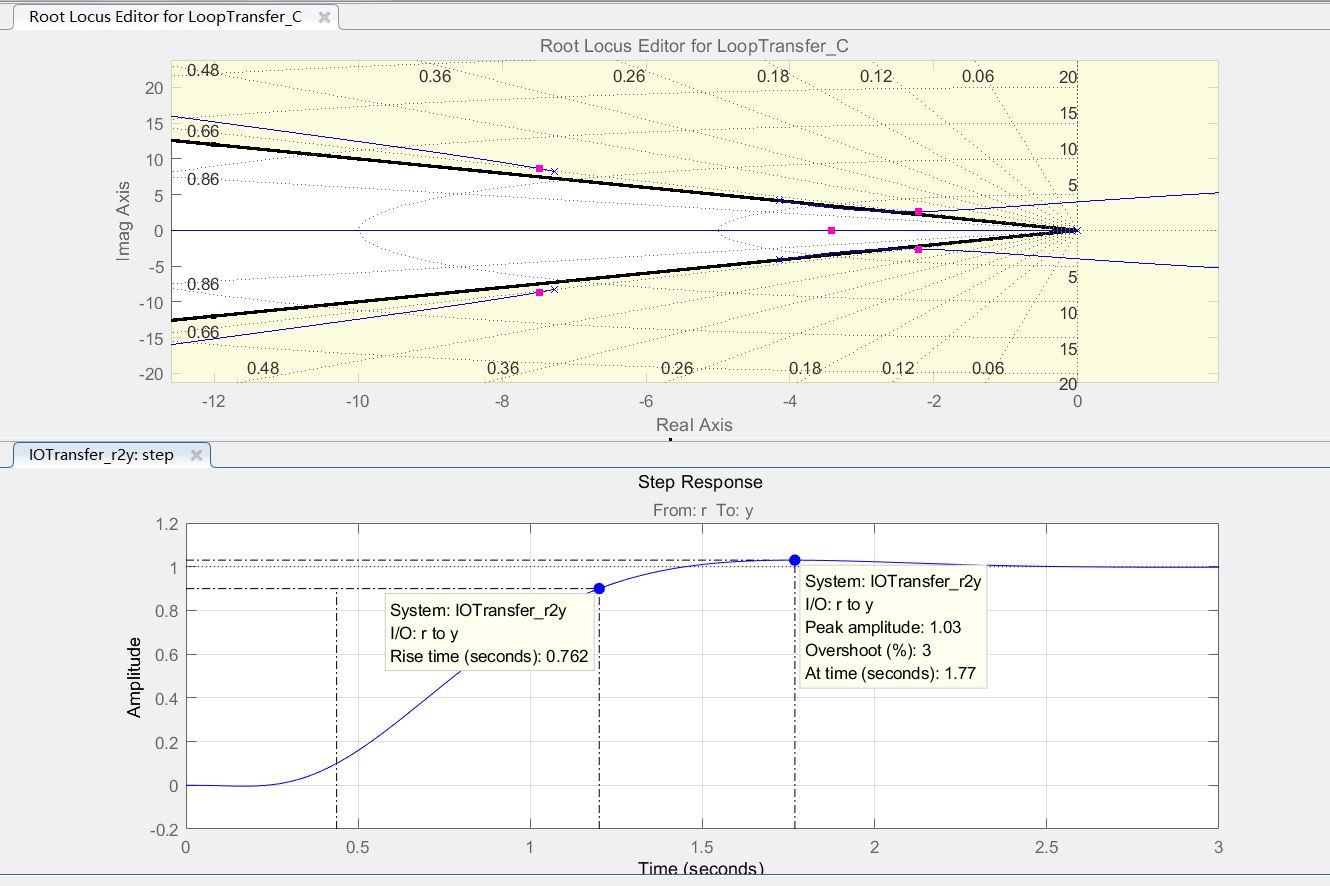 Root Locus Editor for LoopTransfer_C
Root Locus Editor for LoopTransfer_C
0.48 0.36 0.26 0.18 0.12 0.06 20
20
15 15
0.66
10 10
0.86 5
5
Imag Axis
0
-5
5
0.86
-10 10
0.66
-15 15
0.48 0.36 0.26 0.18 0.12 0.06
-20 20
-12 -10 -8 -6 -4 -2 0
Real Axis
IOTransfer_r2y: step
Step Response
From: r To: y
1.2
1
0.8
0.6
0.4
0.2
0
-0.2
Amplitude
System: IOTransfer_r2y
I/O: r to y
Rise time (seconds): 0.762
System: IOTransfer_r2y
I/O: r to y
Peak amplitude: 1.03
Overshoot (%): 3
At time (seconds): 1.77
0 0.5 1 1.5 2 2.5 3
Time (seconds)